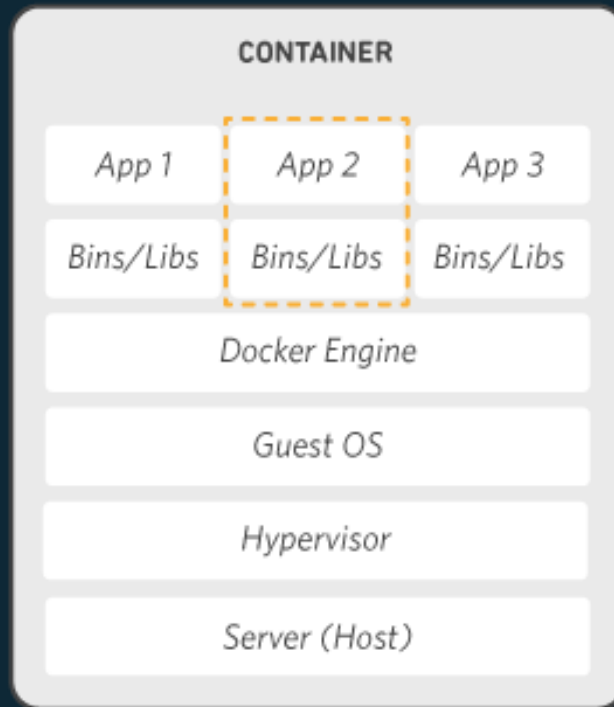 CONTAINER
App 1 App 2 App 3
Bins/Libs Bins/Libs Bins/Libs
Docker Engine
Guest OS
Hypervisor
Server (Host)